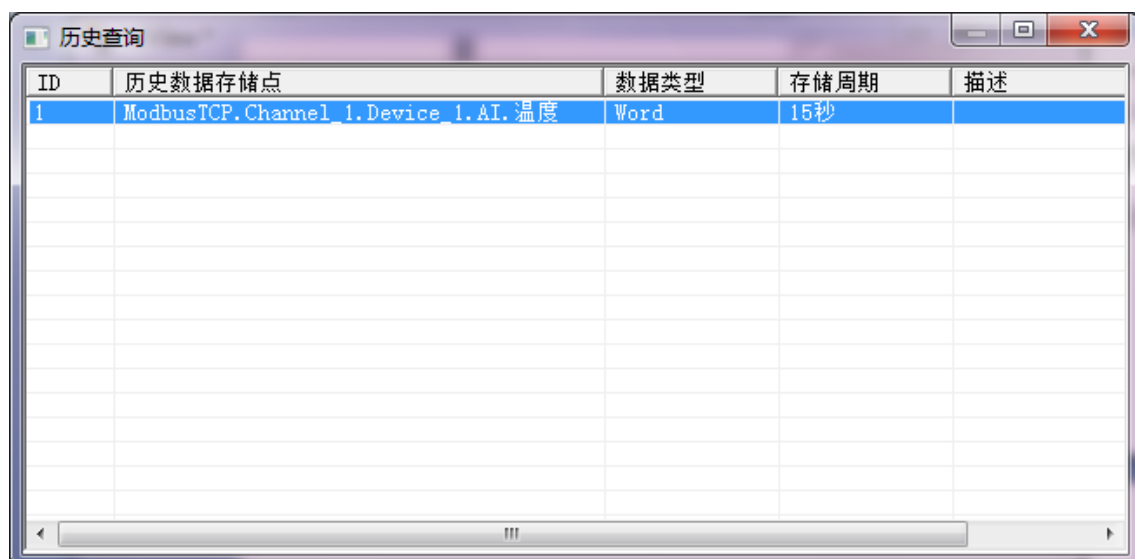 历史查询
ID 历史数据存储点 数据类型 存储周期 描述
1 ModbusTCP.Channel_1.Device_1.AI.温度 Word 15秒